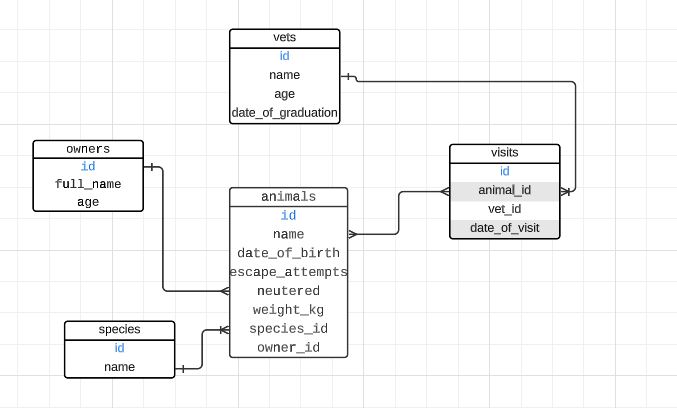 vets
id
name
age
date_of_graduation
owners
id
full_name
age
visits
id
animal_id
vet_id
date_of_visit
animals
id
name
date_of_birth
escape_attempts
neutered
weight_kg
species_id
owner_id
species
id
name